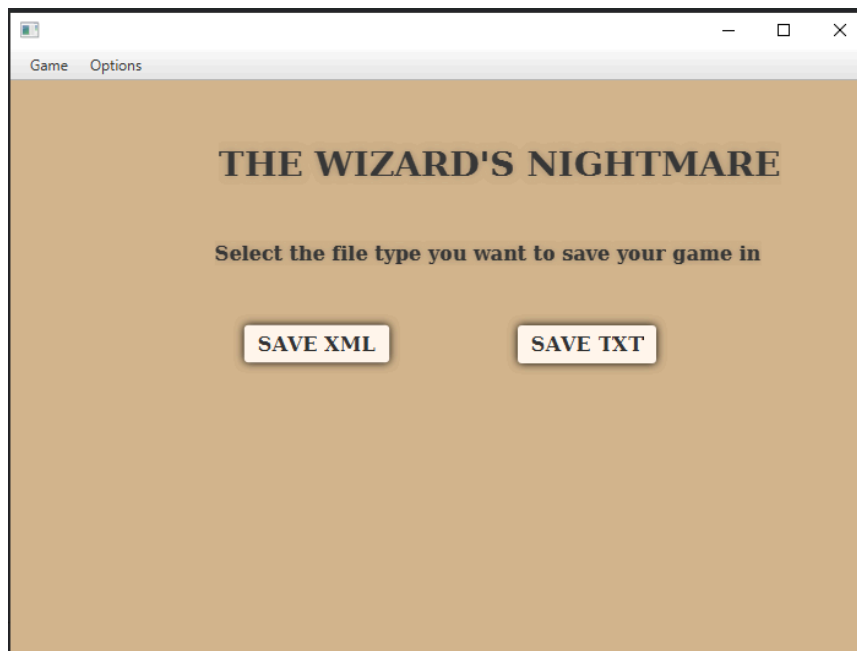 Game Options
THE WIZARD'S NIGHTMARE
Select the file type you want to save your game in
SAVE XML SAVE TXT